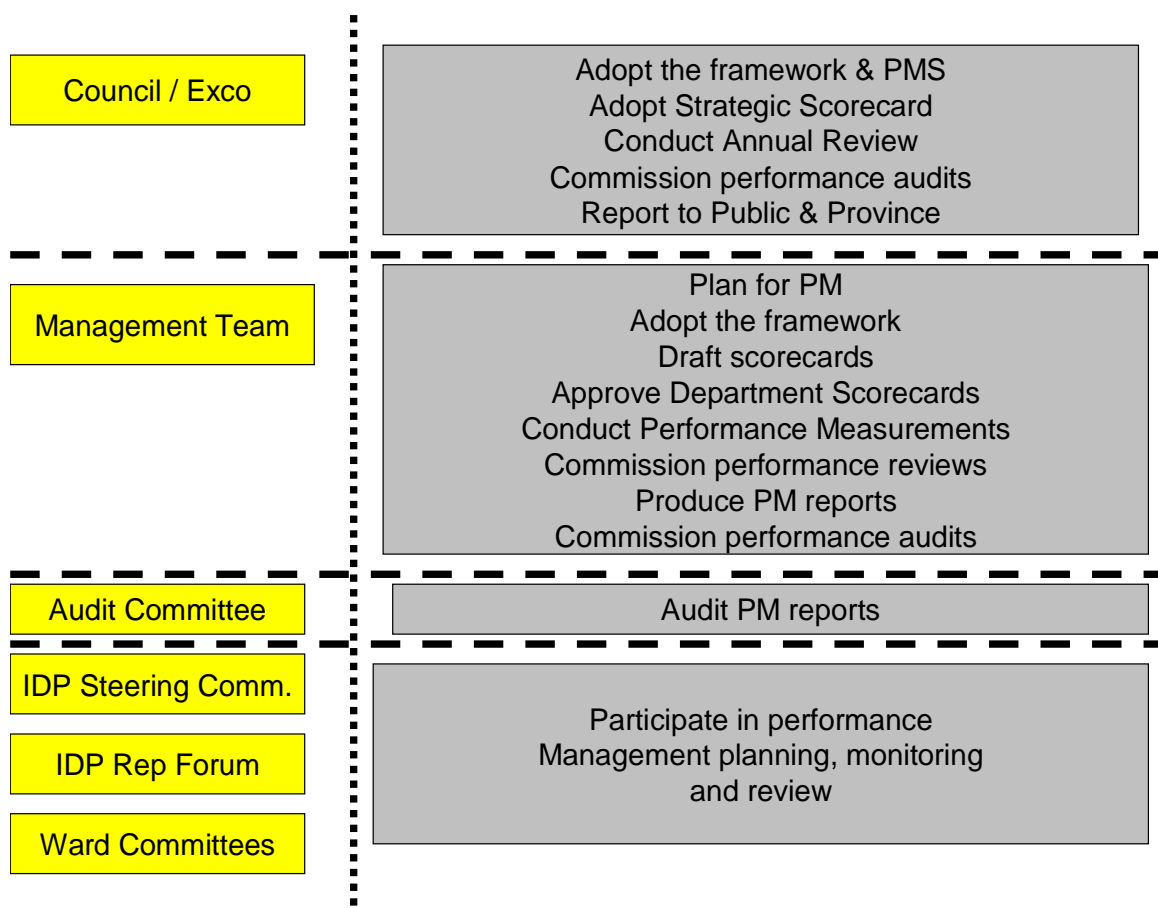 Council / Exco
Adopt the framework & PMS
Adopt Strategic Scorecard
Conduct Annual Review
Commission performance audits
Report to Public & Province
Management Team
Plan for PM
Adopt the framework
Draft scorecards
Approve Department Scorecards
Conduct Performance Measurements
Commission performance reviews
Produce PM reports
Commission performance audits
Audit Committee
Audit PM reports
IDP Steering Comm.
IDP Rep Forum
Ward Committees
Participate in performance
Management planning, monitoring
and review